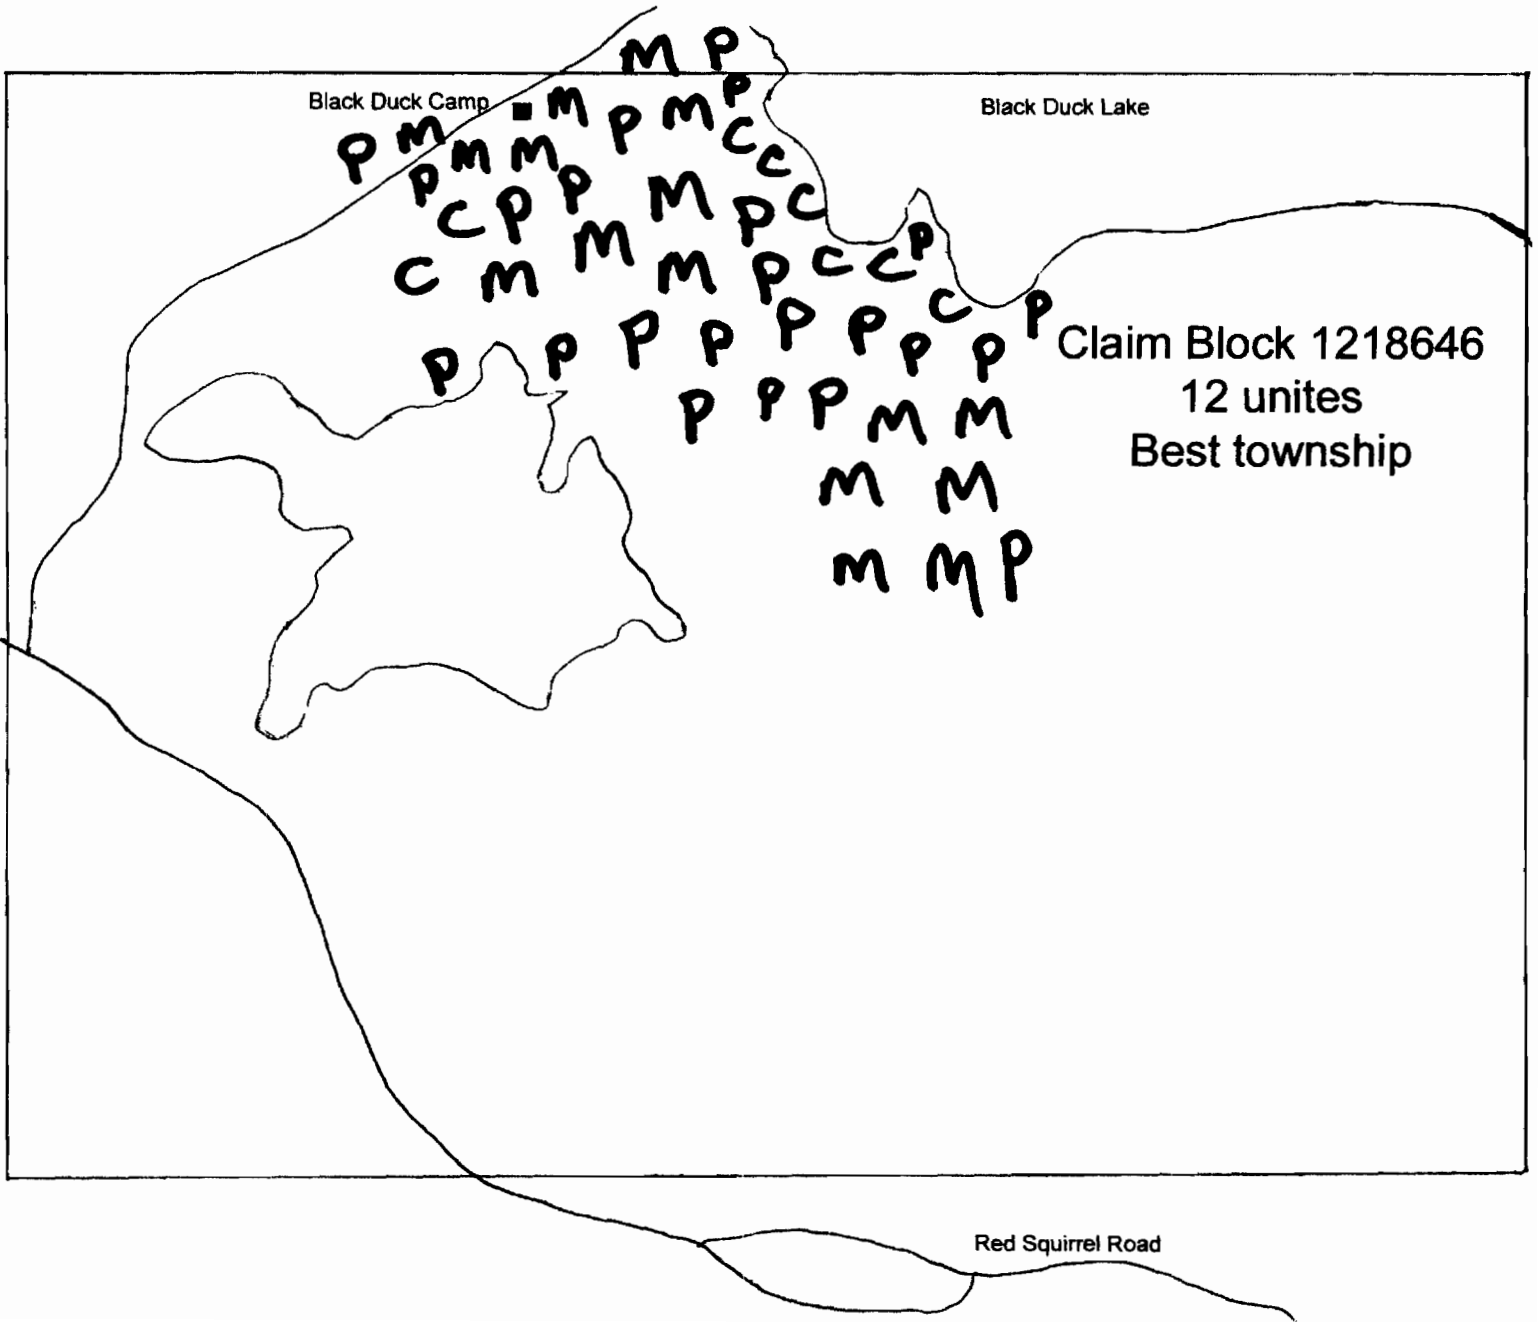 M P
Black Duck Camp M P M P Black Duck Lake
P M M M C C
P C P P M P C
C M M M P C C P
C P
P P P P P P P P
P P P M M
M M
M M P
Claim Block 1218646
12 unites
Best township
Red Squirrel Road